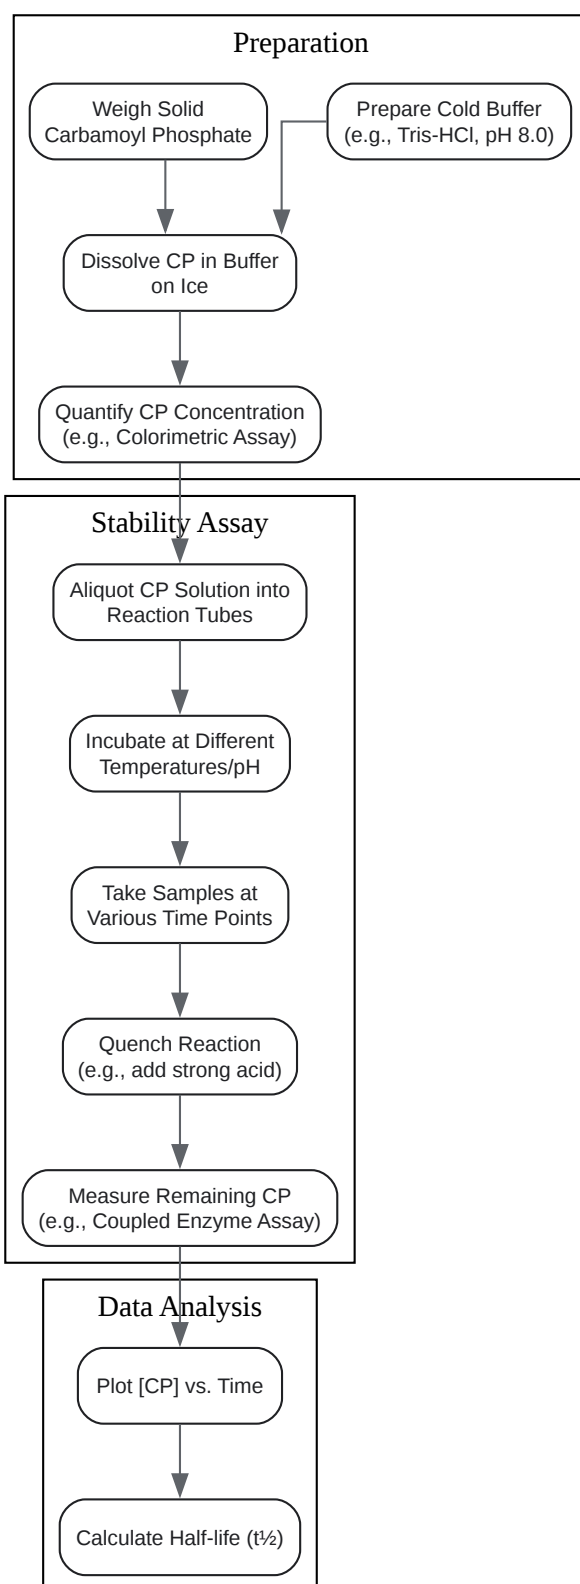 Preparation
Weigh Solid
Carbamoyl Phosphate
Prepare Cold Buffer
(e.g., Tris-HCl, pH 8.0)
Dissolve CP in Buffer
on Ice
Quantify CP Concentration
(e.g., Colorimetric Assay)
Stability Assay
Aliquot CP Solution into
Reaction Tubes
Incubate at Different
Temperatures/pH
Take Samples at
Various Time Points
Quench Reaction
(e.g., add strong acid)
Measure Remaining CP
(e.g., Coupled Enzyme Assay)
Data Analysis
Plot [CP] vs. Time
Calculate Half-life (t½)